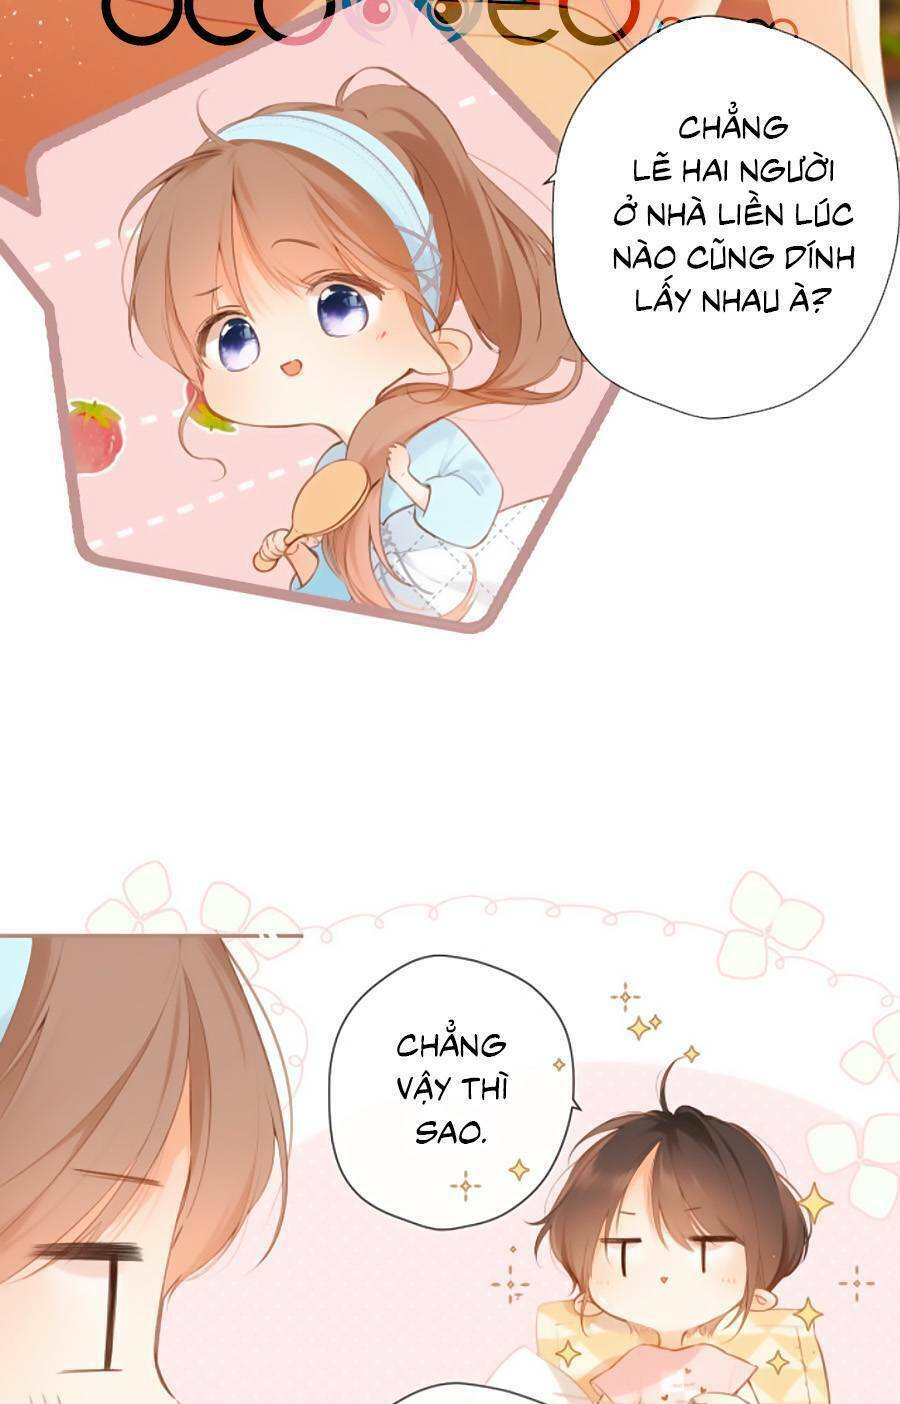 CHẲNG
LẼ HAI NGƯỜI
Ở NHÀ LIỀN LÚC
NÀO CŨNG DÍNH
LẤY NHAU À?
CHẲNG
VẬY THÌ
SAO.